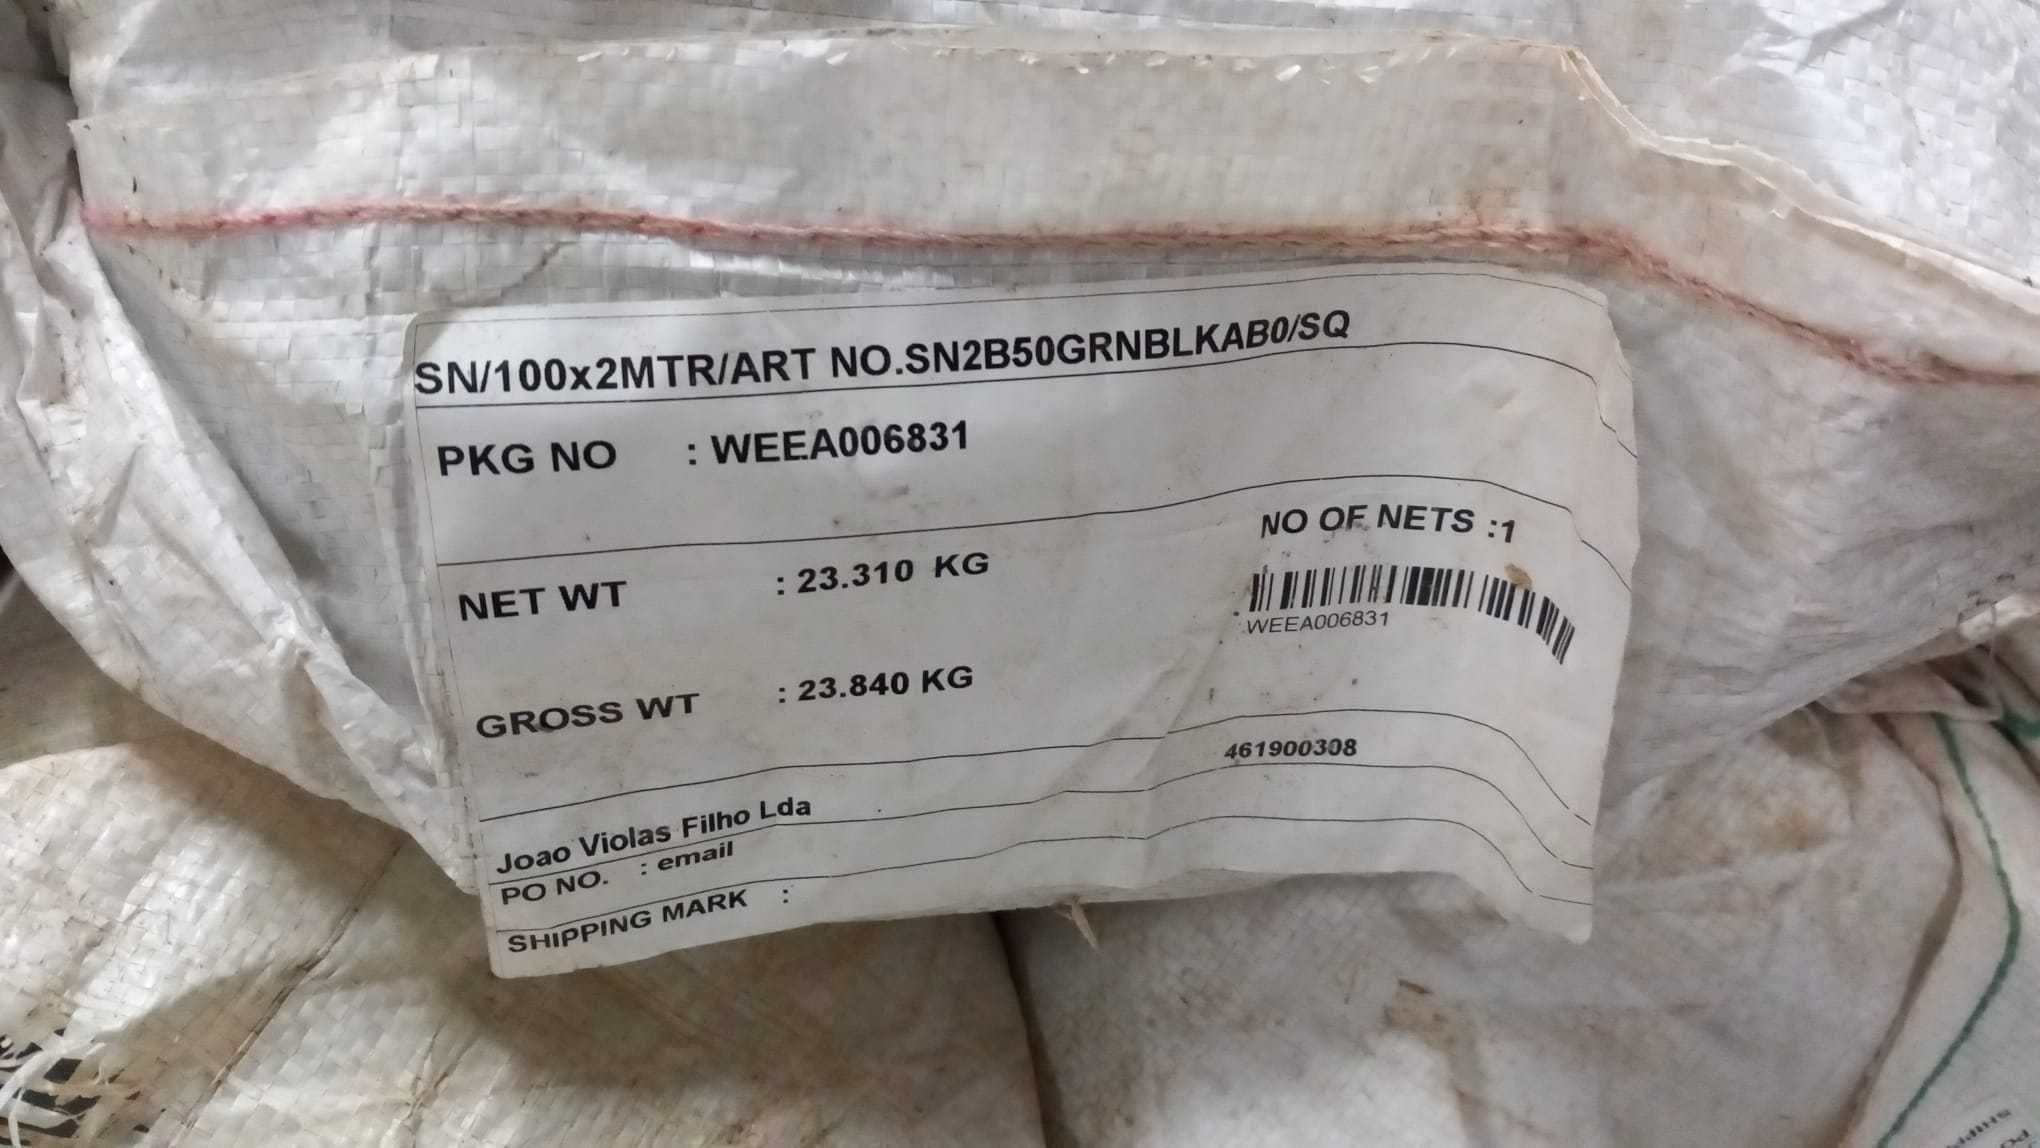 SN/100x2MTR/ART NO.SN2B50GRNBLKAB0/SQ
PKG NO : WEEA006831
NO OF NETS :1
NET WT : 23.310 KG
WEEA006831
GROSS WT : 23.840 KG
461900308
Joao Violas Filho Lda
PO NO. : email
SHIPPING MARK :